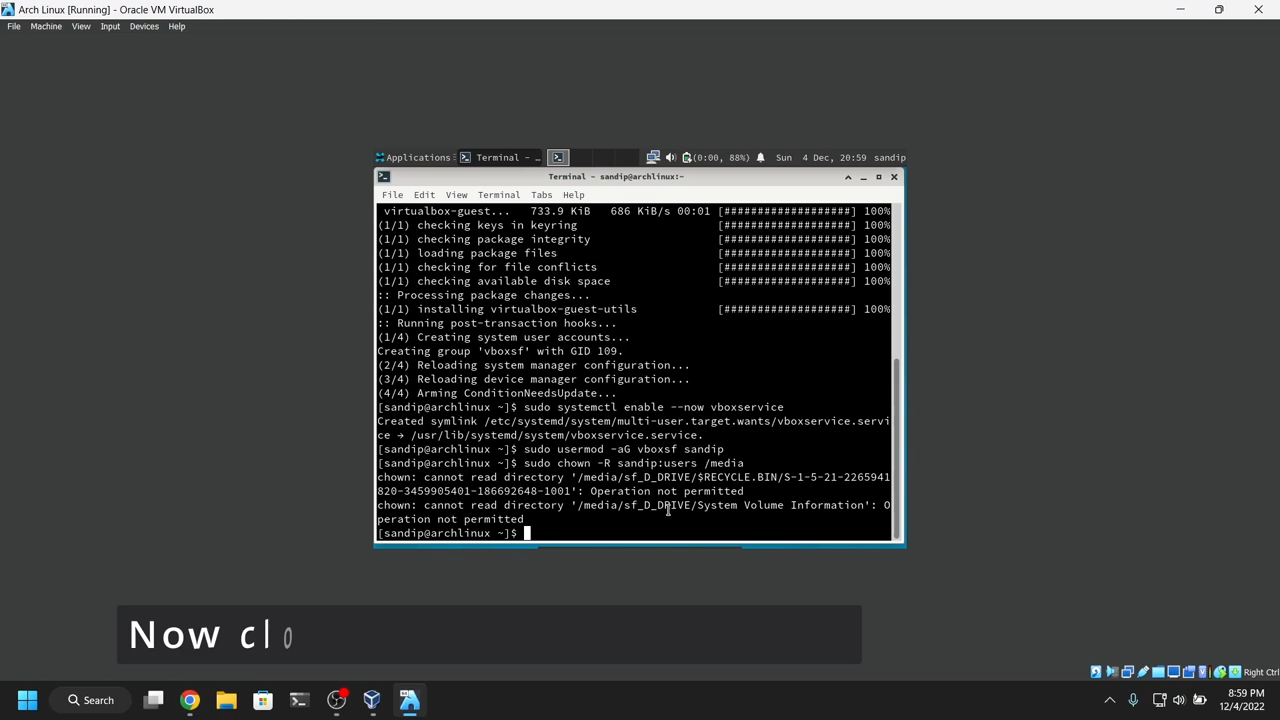 Arch Linux [Running] - Oracle VM VirtualBox
File Machine View Input Devices Help
Applications Terminal - … (0:00, 88%) Sun 4 Dec, 20:59 sandip
Terminal - sandip@archlinux:~
File Edit View Terminal Tabs Help
virtualbox-guest... 733.9 KiB 686 KiB/s 00:01 [###################] 100%
(1/1) checking keys in keyring [###################] 100%
(1/1) checking package integrity [###################] 100%
(1/1) loading package files [###################] 100%
(1/1) checking for file conflicts [###################] 100%
(1/1) checking available disk space [###################] 100%
:: Processing package changes...
(1/1) installing virtualbox-guest-utils [###################] 100%
:: Running post-transaction hooks...
(1/4) Creating system user accounts...
Creating group 'vboxsf' with GID 109.
(2/4) Reloading system manager configuration...
(3/4) Reloading device manager configuration...
(4/4) Arming ConditionNeedsUpdate...
[sandip@archlinux ~]$ sudo systemctl enable --now vboxservice
Created symlink /etc/systemd/system/multi-user.target.wants/vboxservice.servi
ce → /usr/lib/systemd/system/vboxservice.service.
[sandip@archlinux ~]$ sudo usermod -aG vboxsf sandip
[sandip@archlinux ~]$ sudo chown -R sandip:users /media
chown: cannot read directory '/media/sf_D_DRIVE/$RECYCLE.BIN/S-1-5-21-2265941
820-3459905401-186692648-1001': Operation not permitted
chown: cannot read directory '/media/sf_D_DRIVE/System Volume Information': O
peration not permitted
[sandip@archlinux ~]$
Now clo
Right Ctrl
Search
8:59 PM
12/4/2022